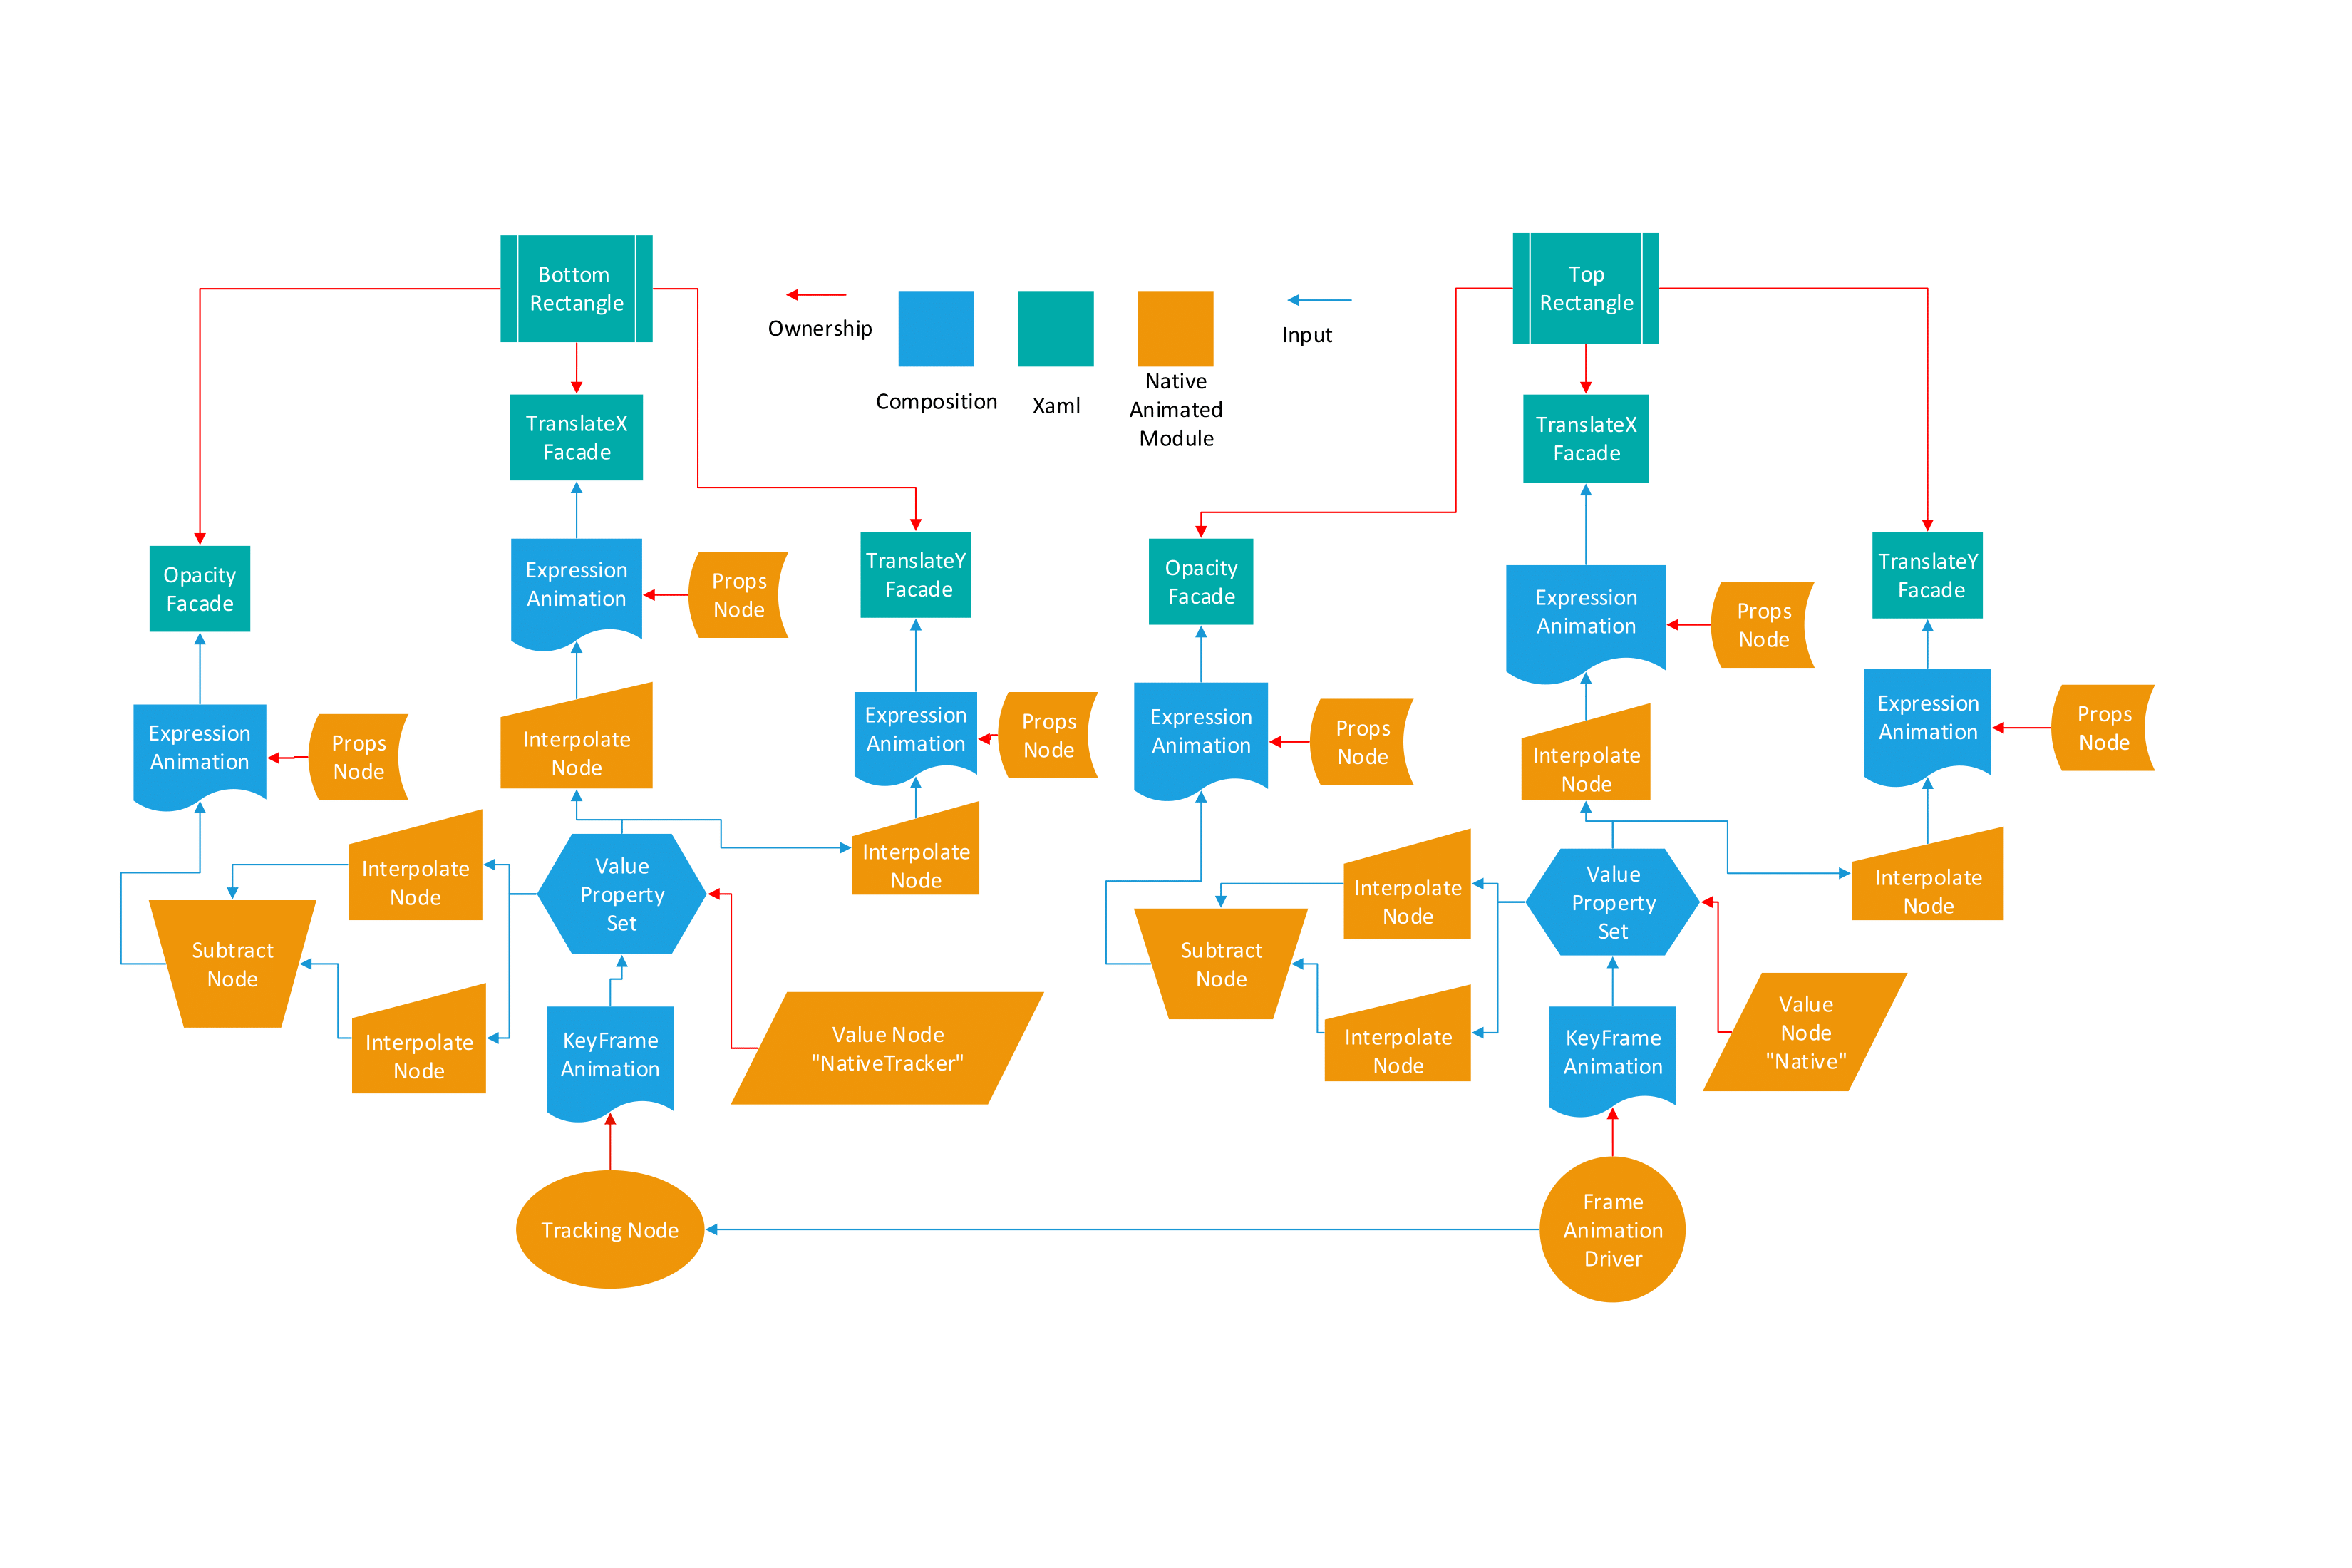 Bottom
Rectangle
Ownership
Composition
Xaml
Native
Animated
Module
Input
Top
Rectangle
TranslateX
Facade
TranslateX
Facade
Opacity
Facade
Expression
Animation
Props
Node
TranslateY
Facade
Opacity
Facade
Expression
Animation
Props
Node
TranslateY
Facade
Expression
Animation
Props
Node
Interpolate
Node
Expression
Animation
Props
Node
Expression
Animation
Props
Node
Interpolate
Node
Expression
Animation
Props
Node
Interpolate
Node
Value
Property
Set
Interpolate
Node
Interpolate
Node
Value
Property
Set
Interpolate
Node
Subtract
Node
Interpolate
Node
KeyFrame
Animation
Value Node
"NativeTracker"
Subtract
Node
Interpolate
Node
KeyFrame
Animation
Value
Node
"Native"
Tracking Node
Frame
Animation
Driver